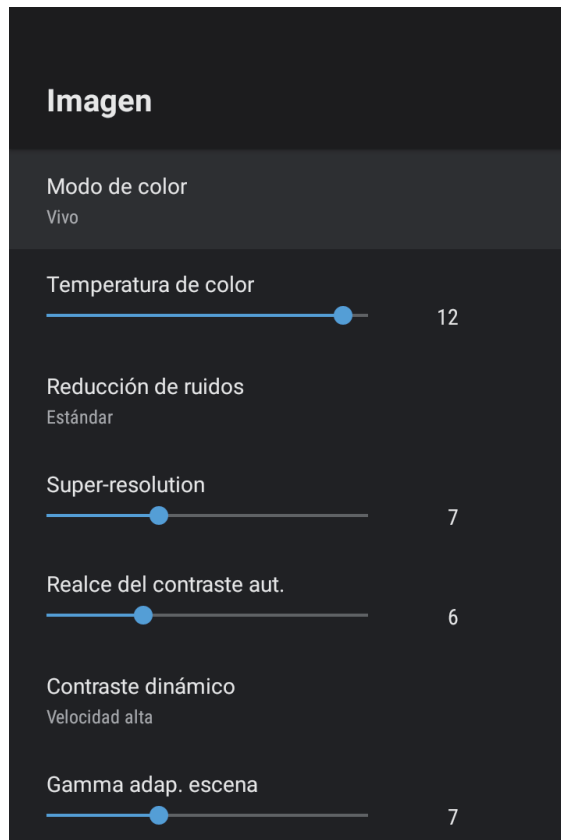 Imagen
Modo de color
Vivo
Temperatura de color
12
Reducción de ruidos
Estándar
Super-resolution
7
Realce del contraste aut.
6
Contraste dinámico
Velocidad alta
Gamma adap. escena
7